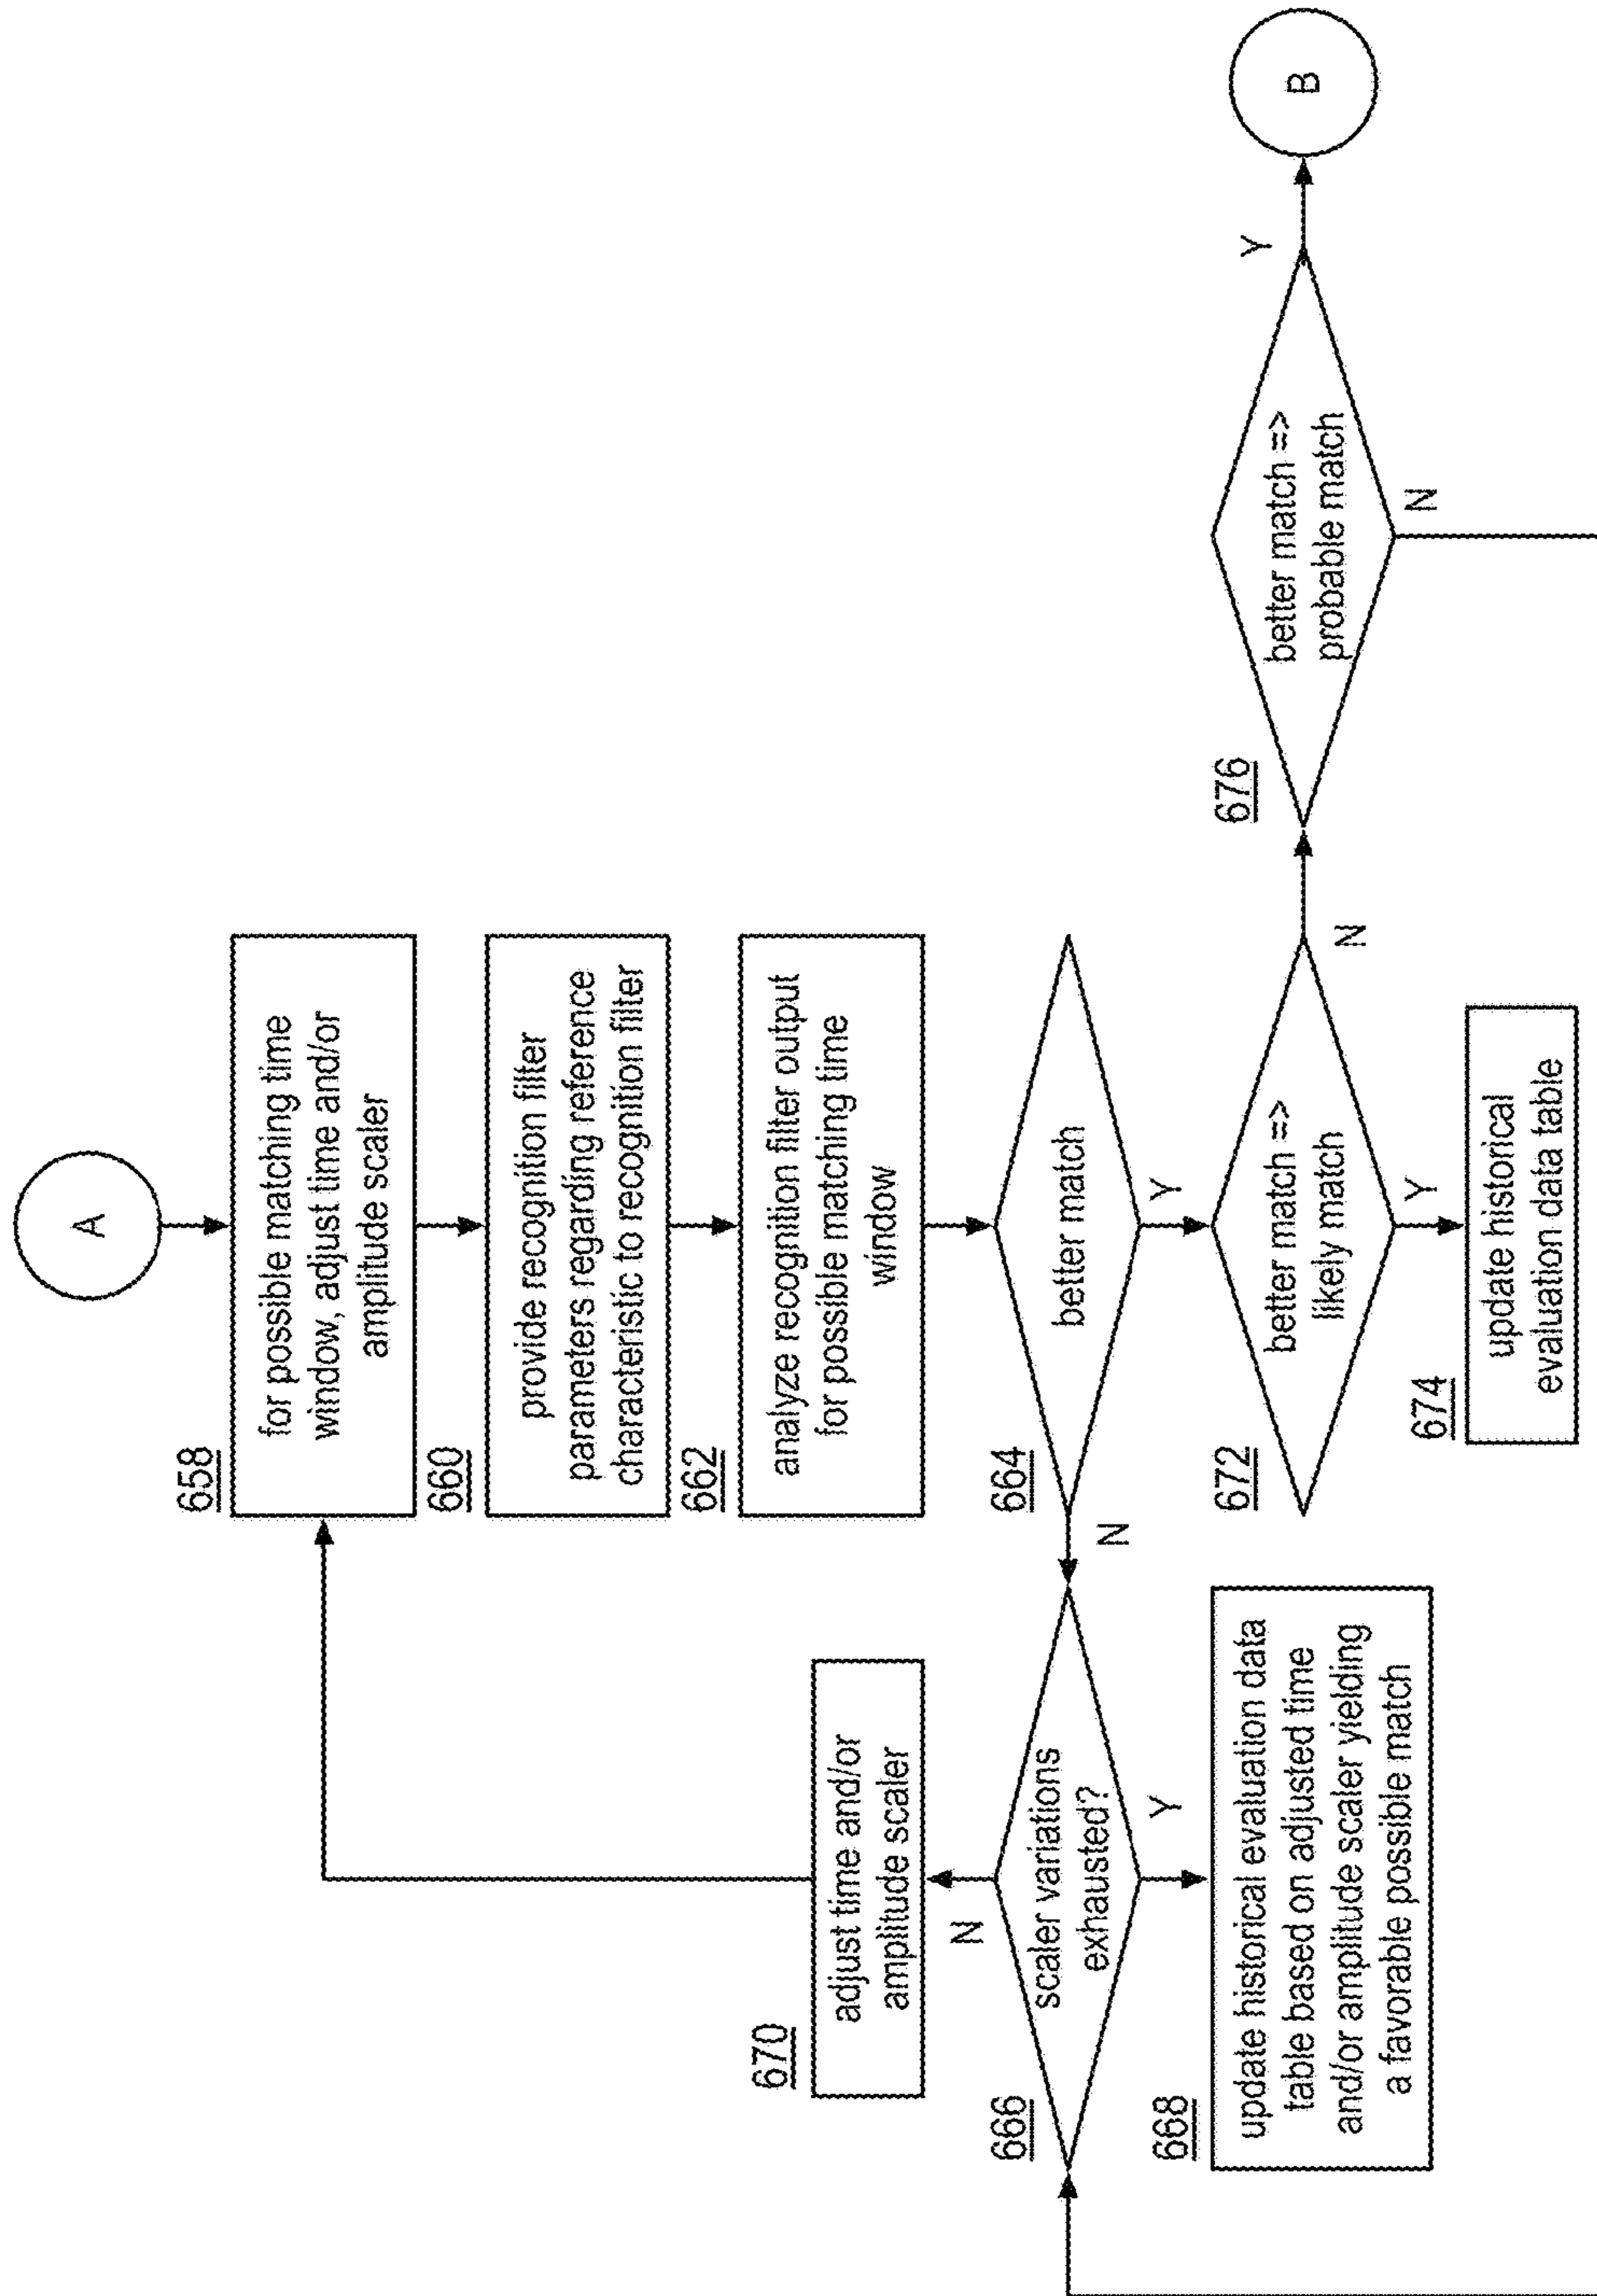 A
658
for possible matching time
window, adjust time and/or
amplitude scaler
660
provide recognition filter
parameters regarding reference
characteristic to recognition filter
662
analyze recognition filter output
for possible matching time
window
664
better match
N
Y
670
adjust time and/or
amplitude scaler
N
666
scaler variations
exhausted?
Y
668
update historical evaluation data
table based on adjusted time
and/or amplitude scaler yielding
a favorable possible match
672
better match =>
likely match
N
Y
674
update historical
evaluation data table
676
better match =>
probable match
Y
N
B